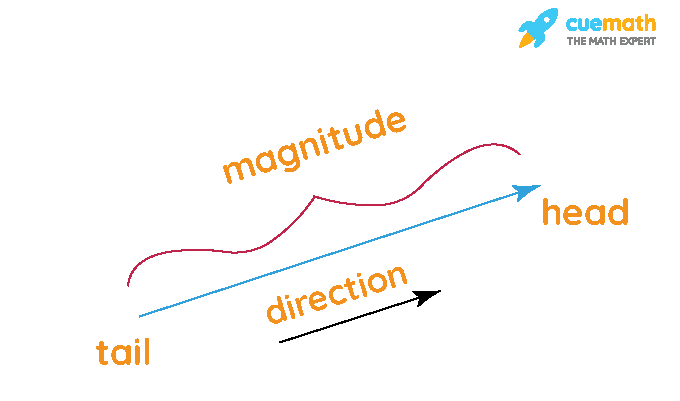 cuemath
THE MATH EXPERT
magnitude
head
direction
tail